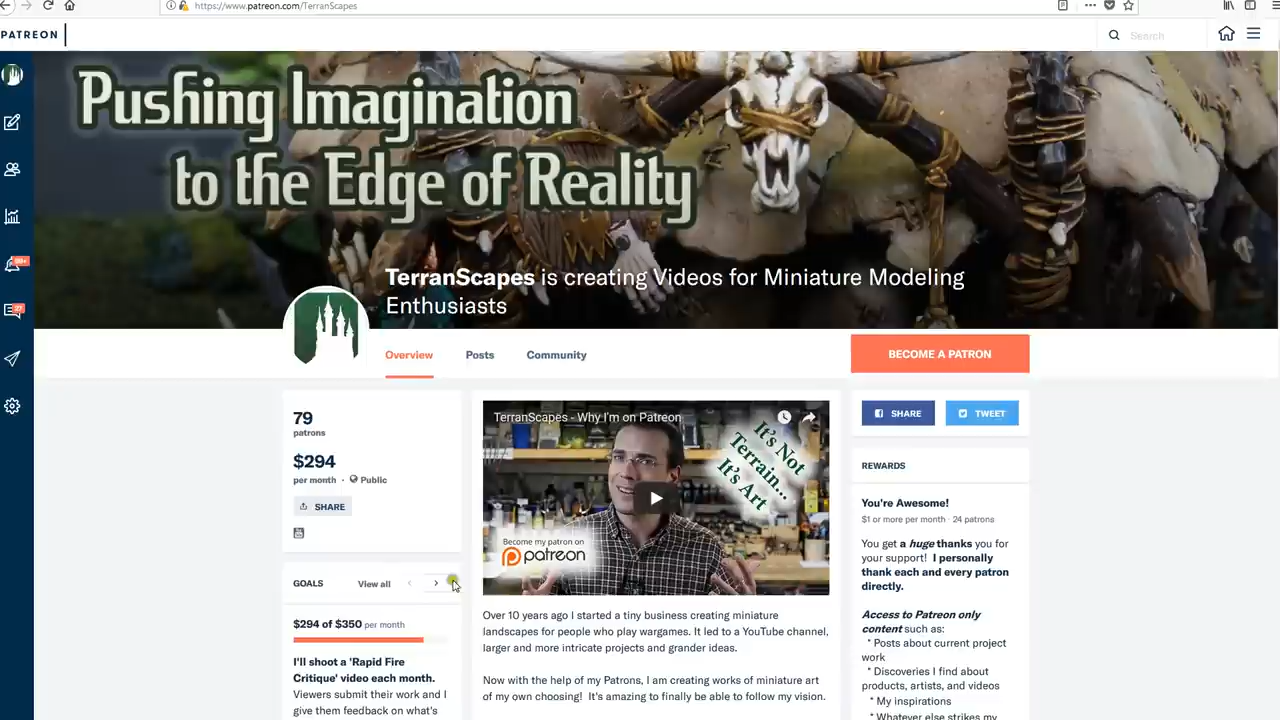 https://www.patreon.com/TerranScapes
PATREON
Search
Pushing Imagination
to the Edge of Reality
TerranScapes is creating Videos for Miniature Modeling
Enthusiasts
Overview
Posts
Community
BECOME A PATRON
99+
27
79
patrons
$294
per month · Public
SHARE
GOALS
View all
$294 of $350 per month
I'll shoot a 'Rapid Fire
Critique' video each month.
Viewers submit their work and I
give them feedback on what's
TerranScapes - Why I'm on Patreon
It's Not
Terrain...
It's Art
Become my patron on
patreon
Over 10 years ago I started a tiny business creating miniature
landscapes for people who play wargames. It led to a YouTube channel,
larger and more intricate projects and grander ideas.
Now with the help of my Patrons, I am creating works of miniature art
of my own choosing! It's amazing to finally be able to follow my vision.
SHARE
TWEET
REWARDS
You're Awesome!
$1 or more per month · 24 patrons
You get a huge thanks you for
your support! I personally
thank each and every patron
directly.
Access to Patreon only
content such as:
* Posts about current project
work
* Discoveries I find about
products, artists, and videos
* My inspirations
* Whatever else strikes my